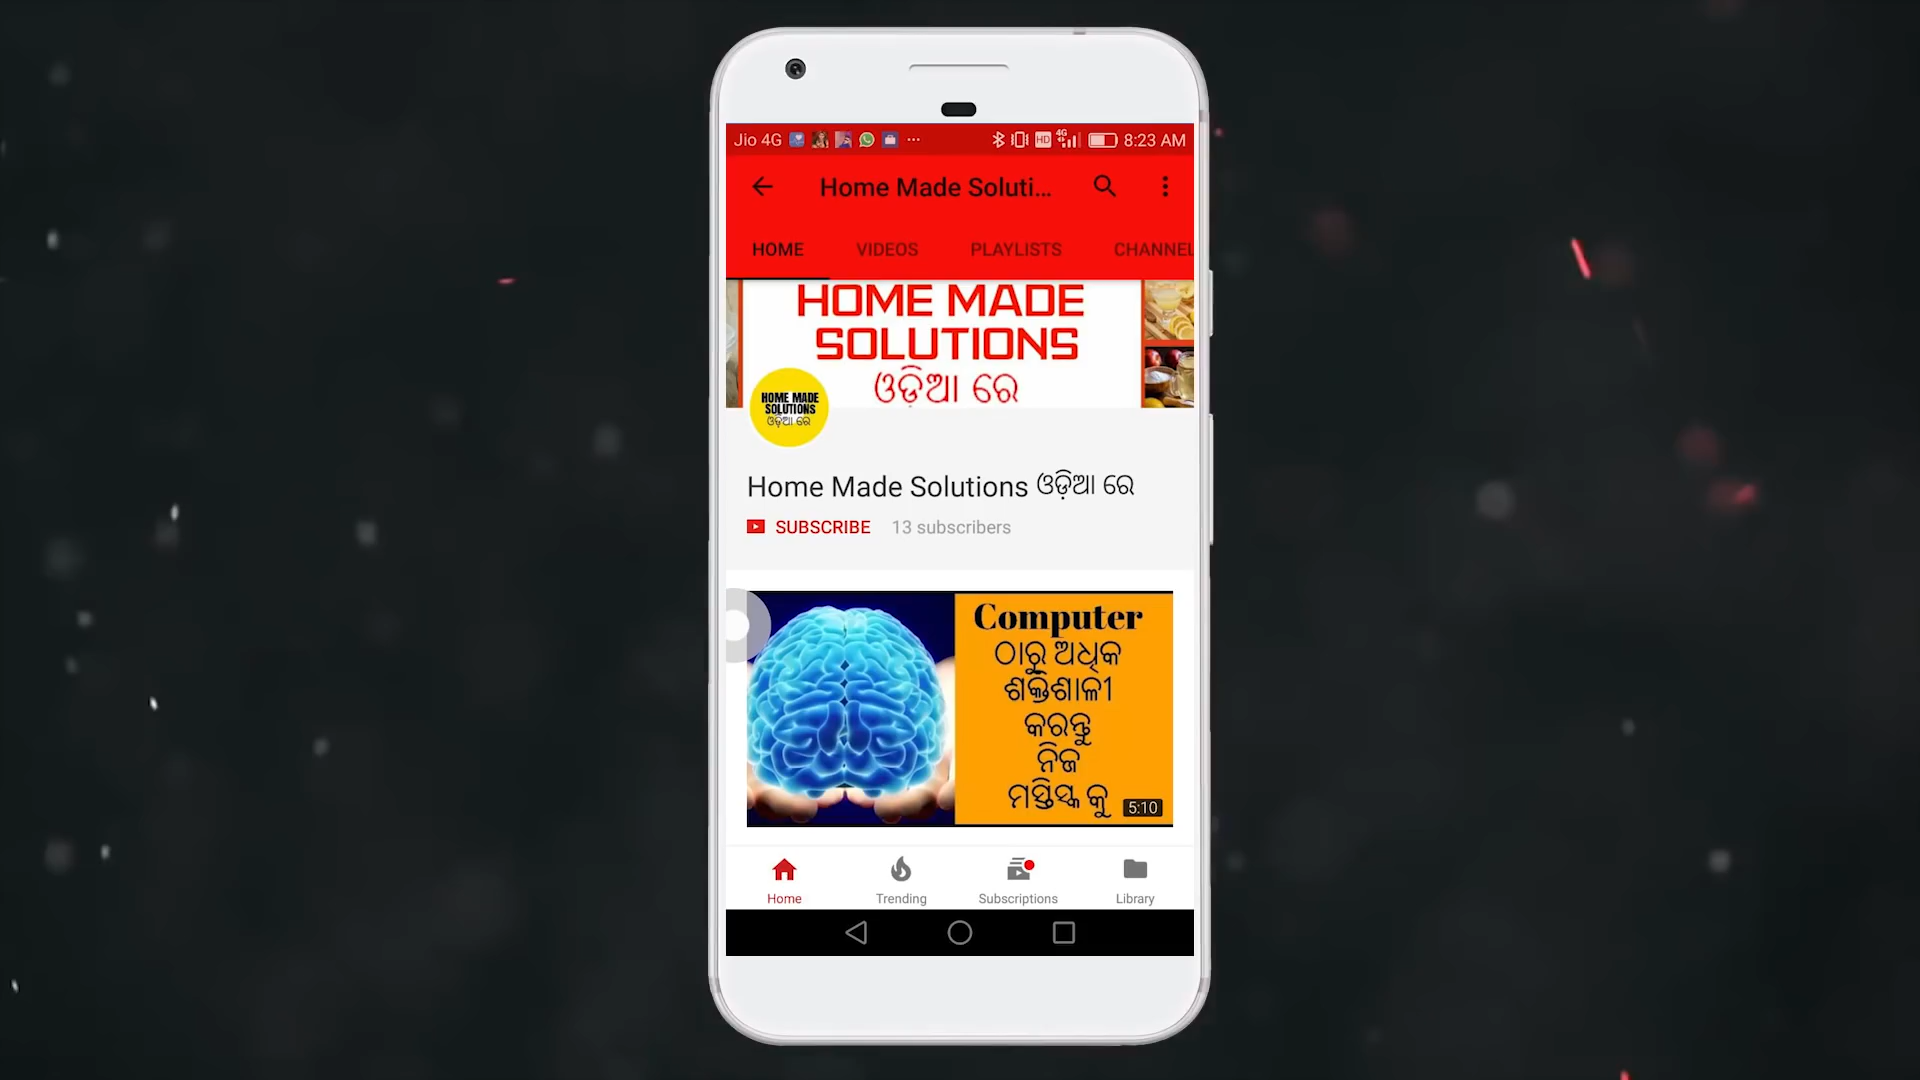 Jio 4G HD 4G 8:23 AM
Home Made Soluti...
HOME VIDEOS PLAYLISTS CHANNEL
HOME MADE
SOLUTIONS
ଓଡ଼ିଆ ରେ
HOME MADE
SOLUTIONS
ଓଡ଼ିଆ ରେ
Home Made Solutions ଓଡ଼ିଆ ରେ
SUBSCRIBE 13 subscribers
Computer
ଠାରୁ ଅଧିକ
ଶକ୍ତିଶାଳୀ
କରନ୍ତୁ
ନିଜ
ମସ୍ତିସ୍କ କୁ
5:10
Home Trending Subscriptions Library